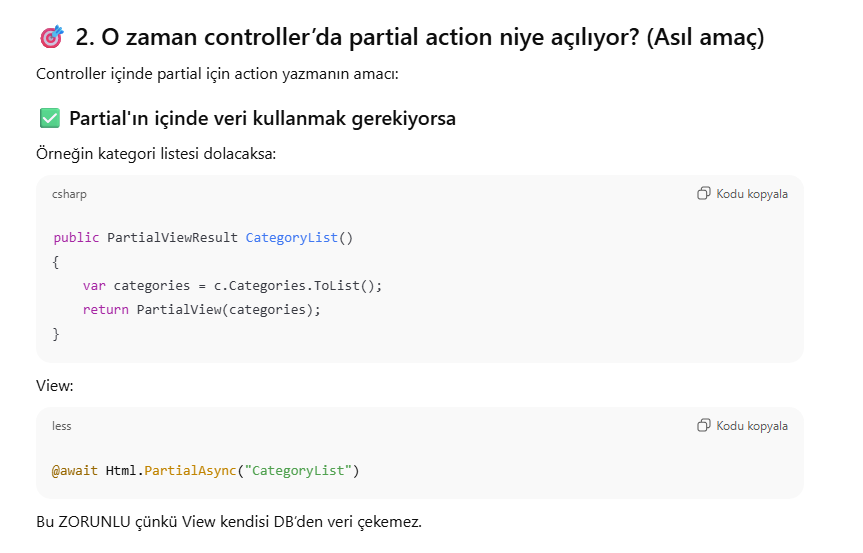 🎯 2. O zaman controller’da partial action niye açılıyor? (Asıl amaç)
Controller içinde partial için action yazmanın amacı:
✅ Partial'ın içinde veri kullanmak gerekiyorsa
Örneğin kategori listesi dolacaksa:
csharp
Kodu kopyala
public PartialViewResult CategoryList()
{
    var categories = c.Categories.ToList();
    return PartialView(categories);
}
View:
less
Kodu kopyala
@await Html.PartialAsync("CategoryList")
Bu ZORUNLU çünkü View kendisi DB’den veri çekemez.